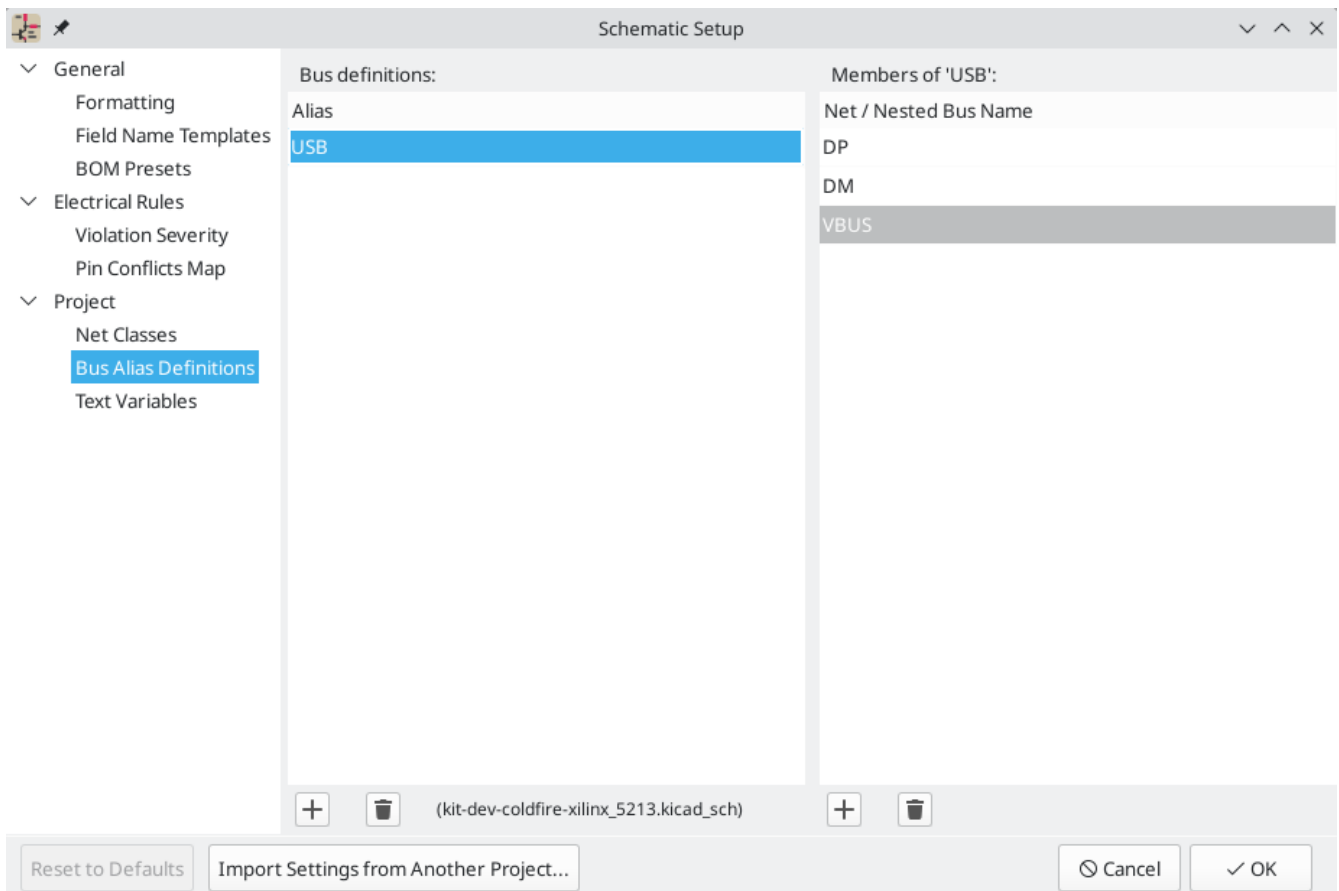 Schematic Setup
General
Formatting
Field Name Templates
BOM Presets
Electrical Rules
Violation Severity
Pin Conflicts Map
Project
Net Classes
Bus Alias Definitions
Text Variables
Bus definitions:
Alias
USB
(kit-dev-coldfire-xilinx_5213.kicad_sch)
Members of 'USB':
Net / Nested Bus Name
DP
DM
VBUS
Reset to Defaults
Import Settings from Another Project...
Cancel
OK